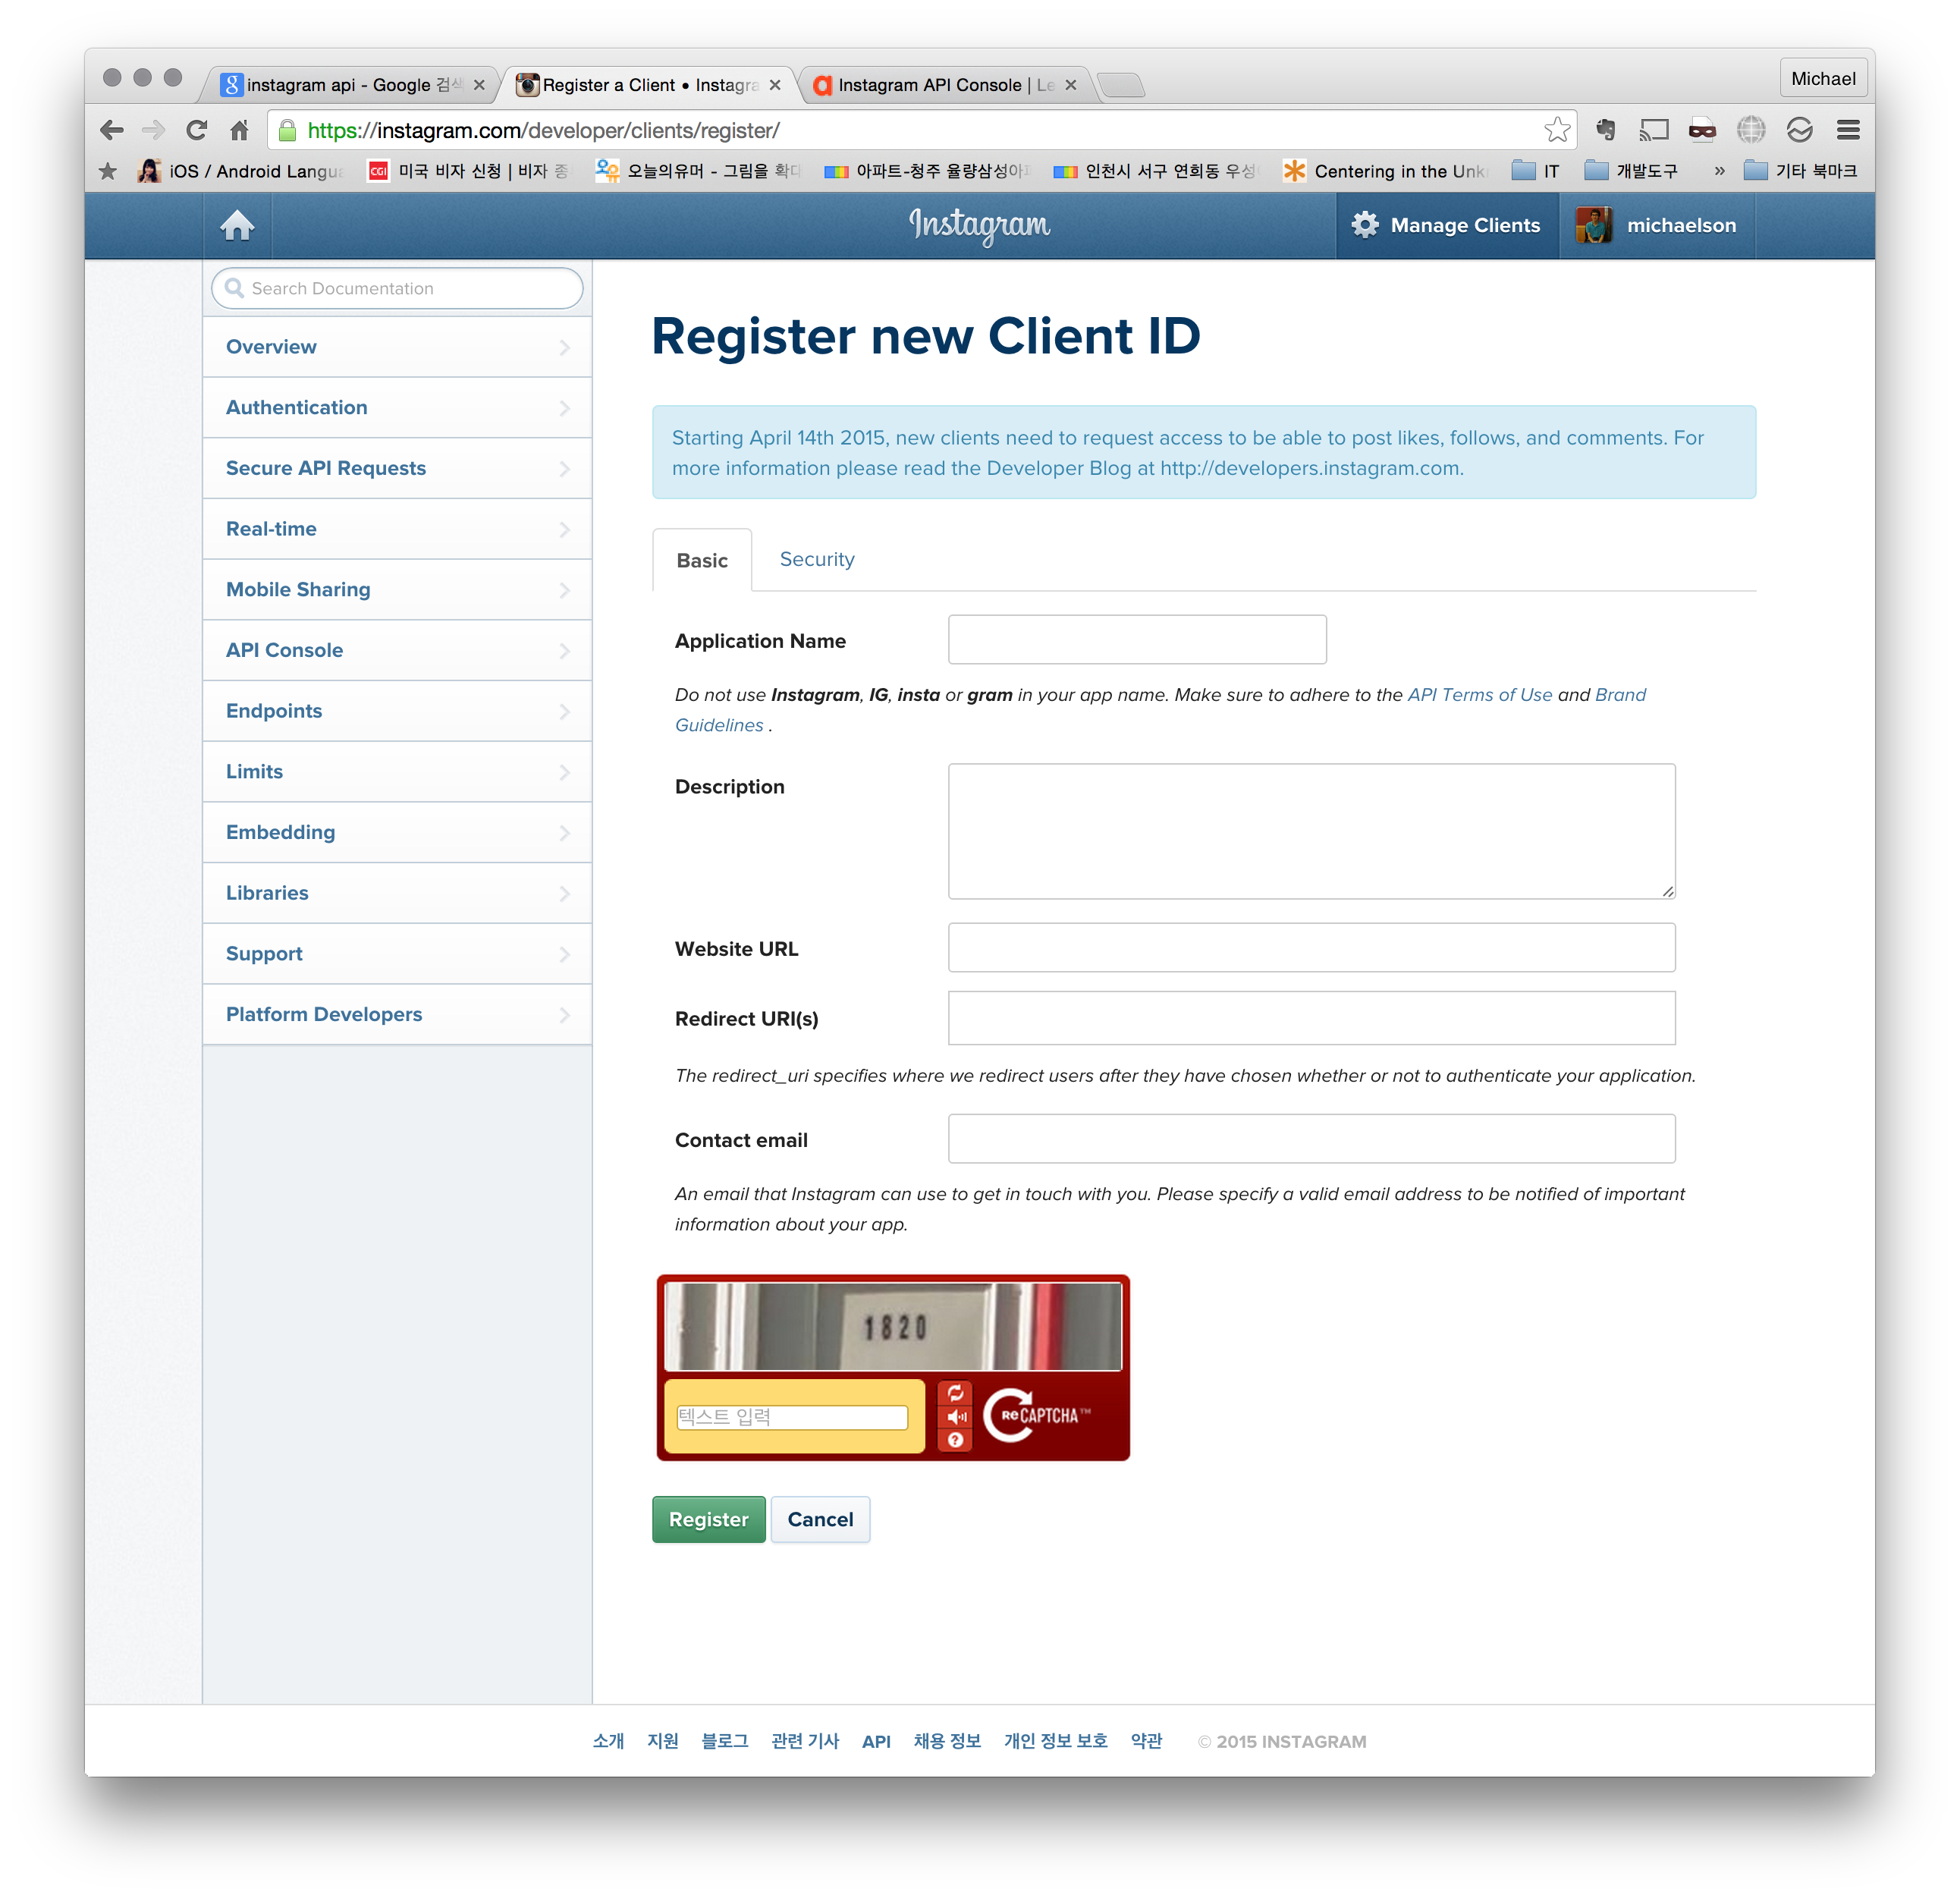 instagram api - Google 검색
Register a Client • Instagra
Instagram API Console | Le
Michael
https://instagram.com/developer/clients/register/
iOS / Android Langu
CGI
미국 비자 신청 | 비자 종
오늘의유머 - 그림을 확대
아파트-청주 율량삼성아파
인천시 서구 연희동 우성
Centering in the Unk
IT
개발도구
»
기타 북마크
Instagram
Manage Clients
michaelson
Search Documentation
Overview
Authentication
Secure API Requests
Real-time
Mobile Sharing
API Console
Endpoints
Limits
Embedding
Libraries
Support
Platform Developers
Register new Client ID
Starting April 14th 2015, new clients need to request access to be able to post likes, follows, and comments. For
more information please read the Developer Blog at http://developers.instagram.com.
Basic
Security
Application Name
Do not use Instagram, IG, insta or gram in your app name. Make sure to adhere to the API Terms of Use and Brand
Guidelines .
Description
Website URL
Redirect URI(s)
The redirect_uri specifies where we redirect users after they have chosen whether or not to authenticate your application.
Contact email
An email that Instagram can use to get in touch with you. Please specify a valid email address to be notified of important
information about your app.
1820
텍스트 입력
ReCAPTCHA™
Register
Cancel
소개 지원 블로그 관련 기사 API 채용 정보 개인 정보 보호 약관 © 2015 INSTAGRAM